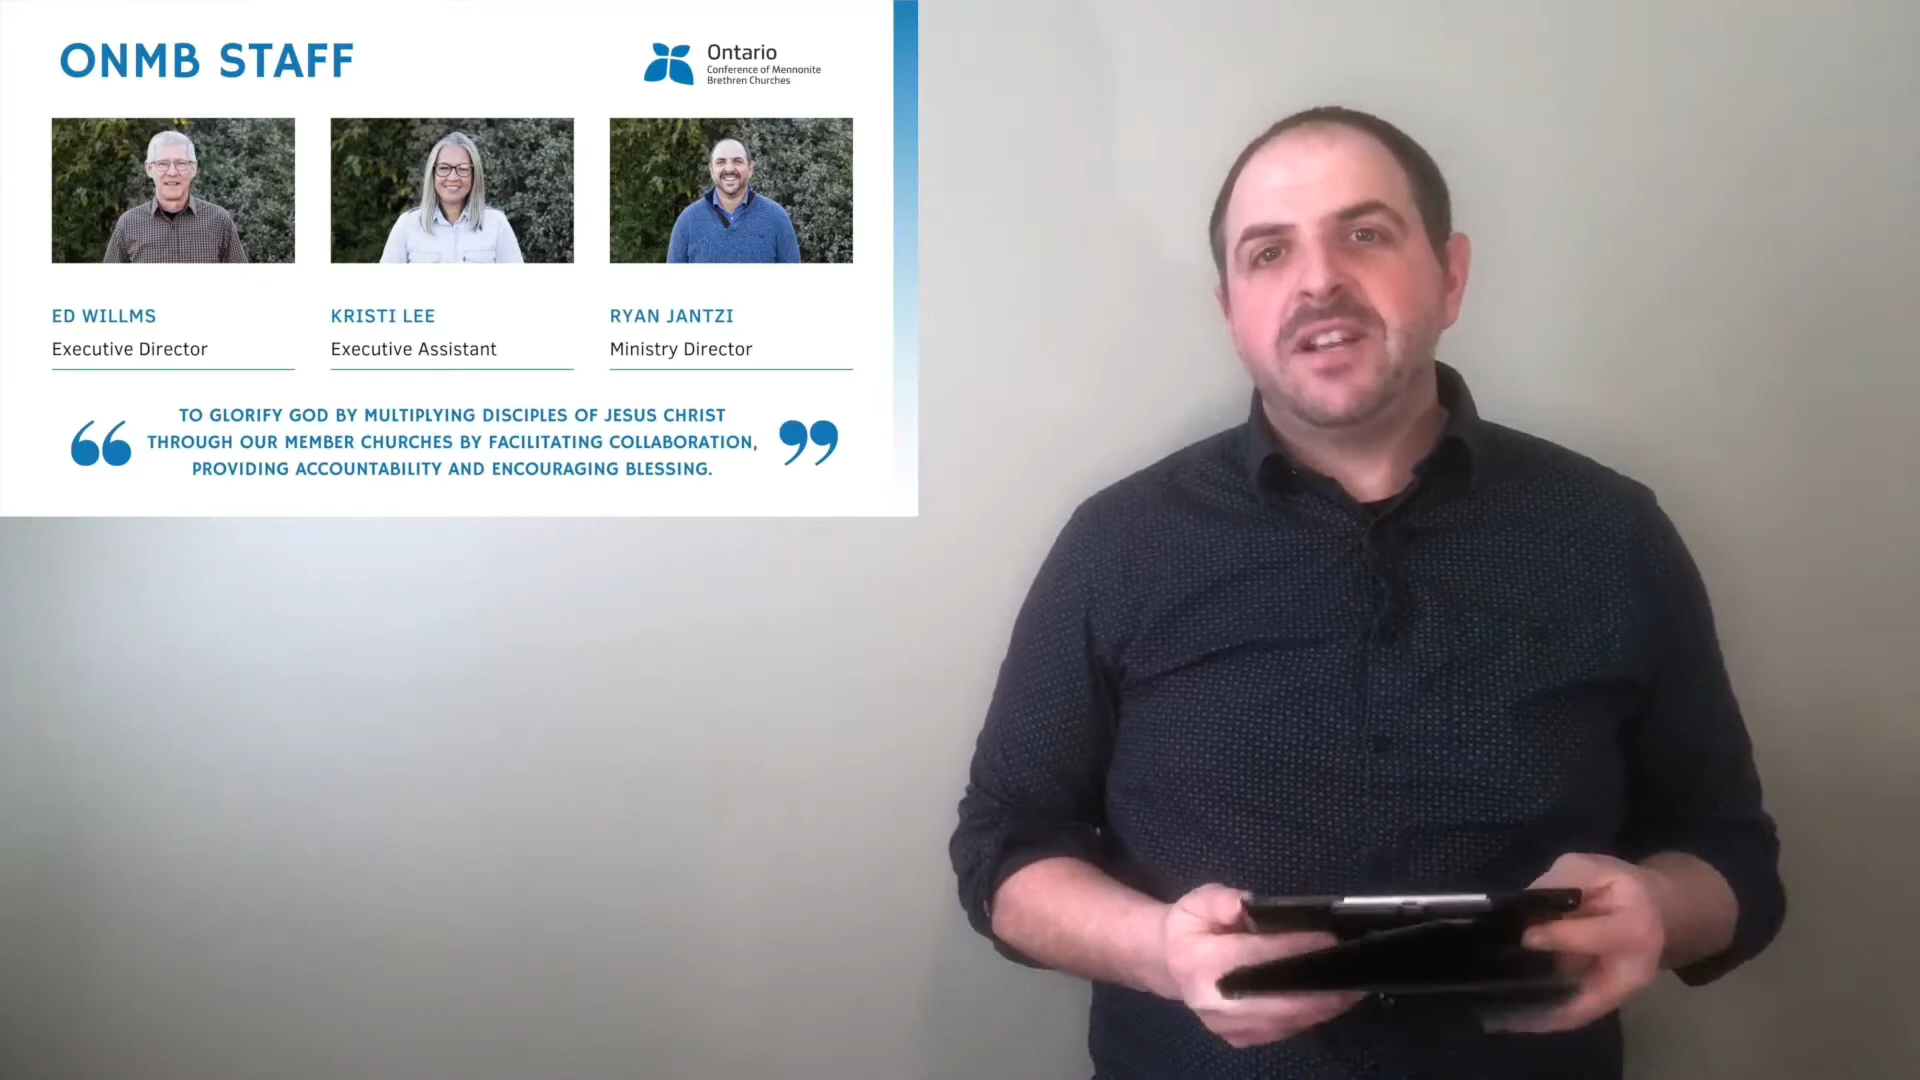 ONMB STAFF
Ontario
Conference of Mennonite
Brethren Churches
ED WILLMS
Executive Director
KRISTI LEE
Executive Assistant
RYAN JANTZI
Ministry Director
“ TO GLORIFY GOD BY MULTIPLYING DISCIPLES OF JESUS CHRIST
THROUGH OUR MEMBER CHURCHES BY FACILITATING COLLABORATION,
PROVIDING ACCOUNTABILITY AND ENCOURAGING BLESSING. ”